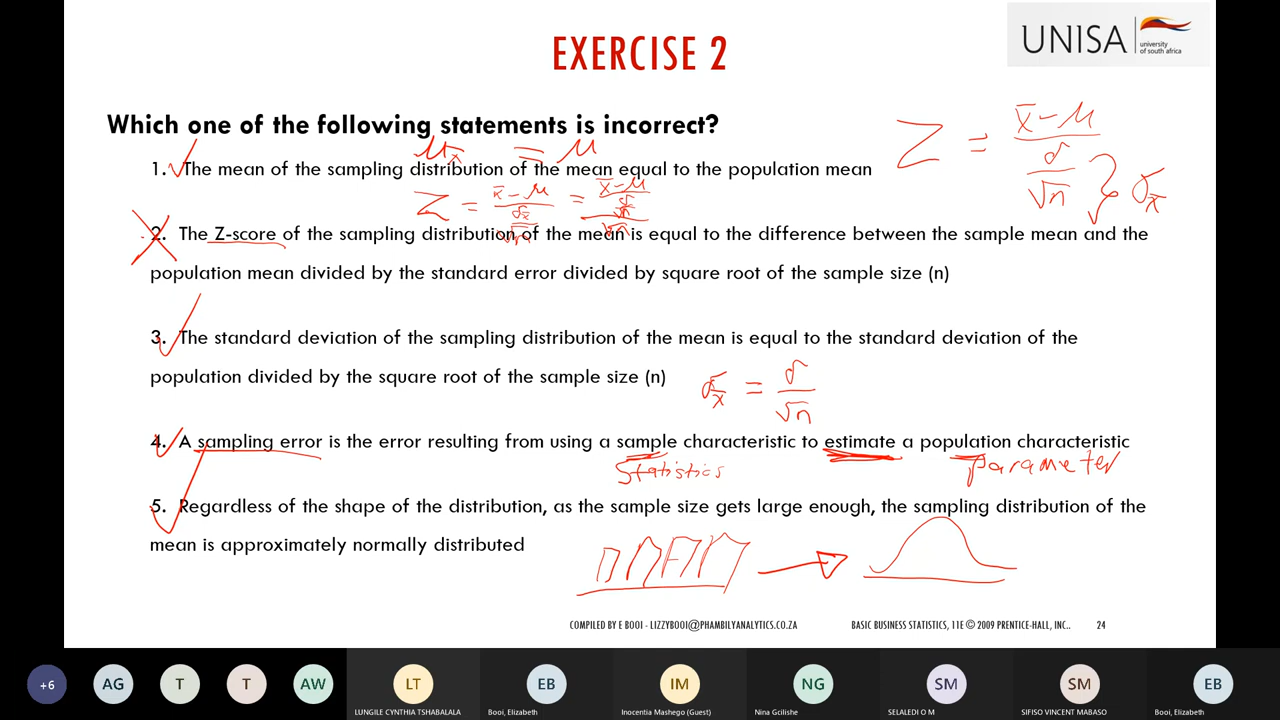 EXERCISE 2
UNISA
university
of south africa
Which one of the following statements is incorrect?
Z = x̄ - μ / σ/√n } σx̄
μx̄ = μ
1. The mean of the sampling distribution of the mean equal to the population mean
Z = x̄ - μ / σx̄/√n = x̄ - μ / σ/√n/√n
2. The Z-score of the sampling distribution of the mean is equal to the difference between the sample mean and the
population mean divided by the standard error divided by square root of the sample size (n)
3. The standard deviation of the sampling distribution of the mean is equal to the standard deviation of the
population divided by the square root of the sample size (n)
σx̄ = σ/√n
4. A sampling error is the error resulting from using a sample characteristic to estimate a population characteristic
Statistics parameter
5. Regardless of the shape of the distribution, as the sample size gets large enough, the sampling distribution of the
mean is approximately normally distributed
COMPILED BY E BOOI - LIZZYBOOI@PHAMBILYANALYTICS.CO.ZA
BASIC BUSINESS STATISTICS, 11E © 2009 PRENTICE-HALL, INC..
24
+6 AG T T AW LT EB IM NG SM SM EB
LUNGILE CYNTHIA TSHABALALA Booi, Elizabeth Inocentia Mashego (Guest) Nina Gcilishe SELALEDI O M SIFISO VINCENT MABASO Booi, Elizabeth